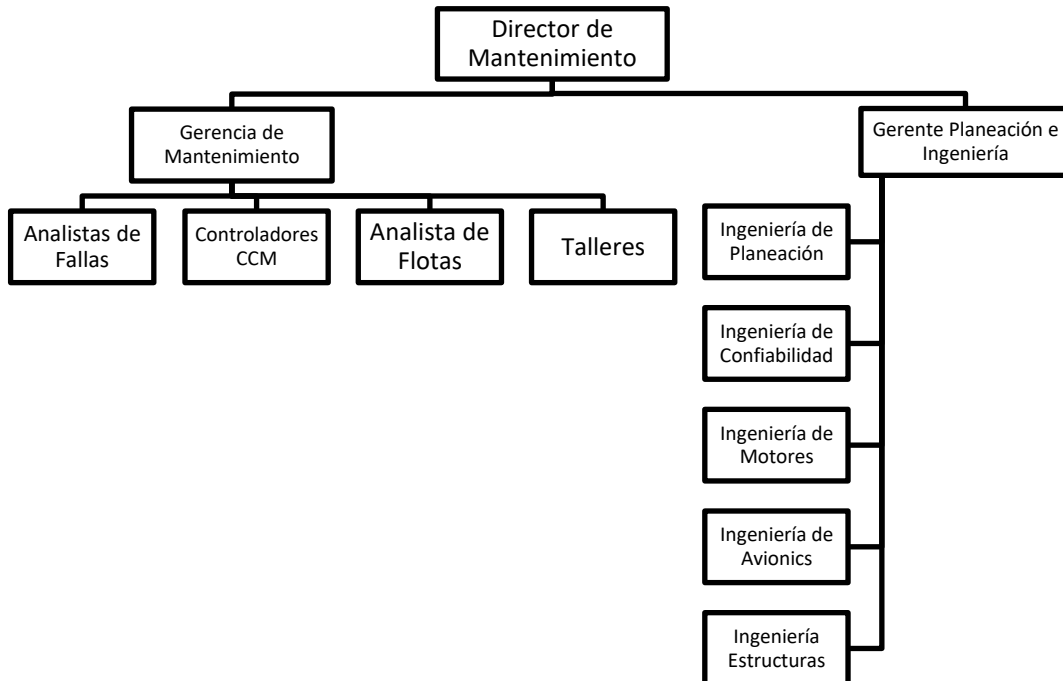 Director de
Mantenimiento
Gerencia de
Mantenimiento
Gerente Planeación e
Ingeniería
Analistas de
Fallas
Controladores
CCM
Analista de
Flotas
Talleres
Ingeniería de
Planeación
Ingeniería de
Confiabilidad
Ingeniería de
Motores
Ingeniería de
Avionics
Ingeniería
Estructuras